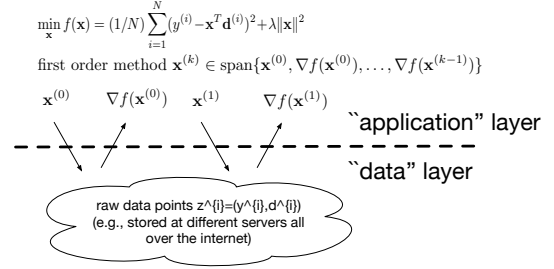 min_x f(x) = (1/N) ∑_{i=1}^{N} (y^{(i)} − x^T d^{(i)})^2 + λ‖x‖^2
first order method x^{(k)} ∈ span{x^{(0)}, ∇f(x^{(0)}), . . . , ∇f(x^{(k−1)})}
x^{(0)} ∇f(x^{(0)}) x^{(1)} ∇f(x^{(1)})
``application” layer
``data” layer
raw data points z^{i}=(y^{i},d^{i})
(e.g., stored at different servers all
over the internet)